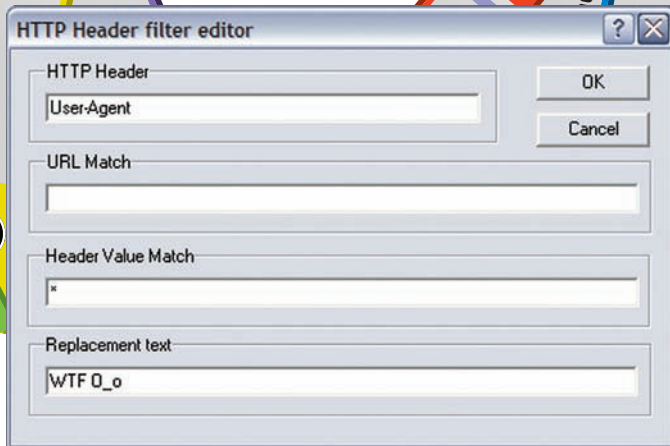 HTTP Header filter editor
HTTP Header
OK
User-Agent
Cancel
URL Match
Header Value Match
*
Replacement text
WTF O_o